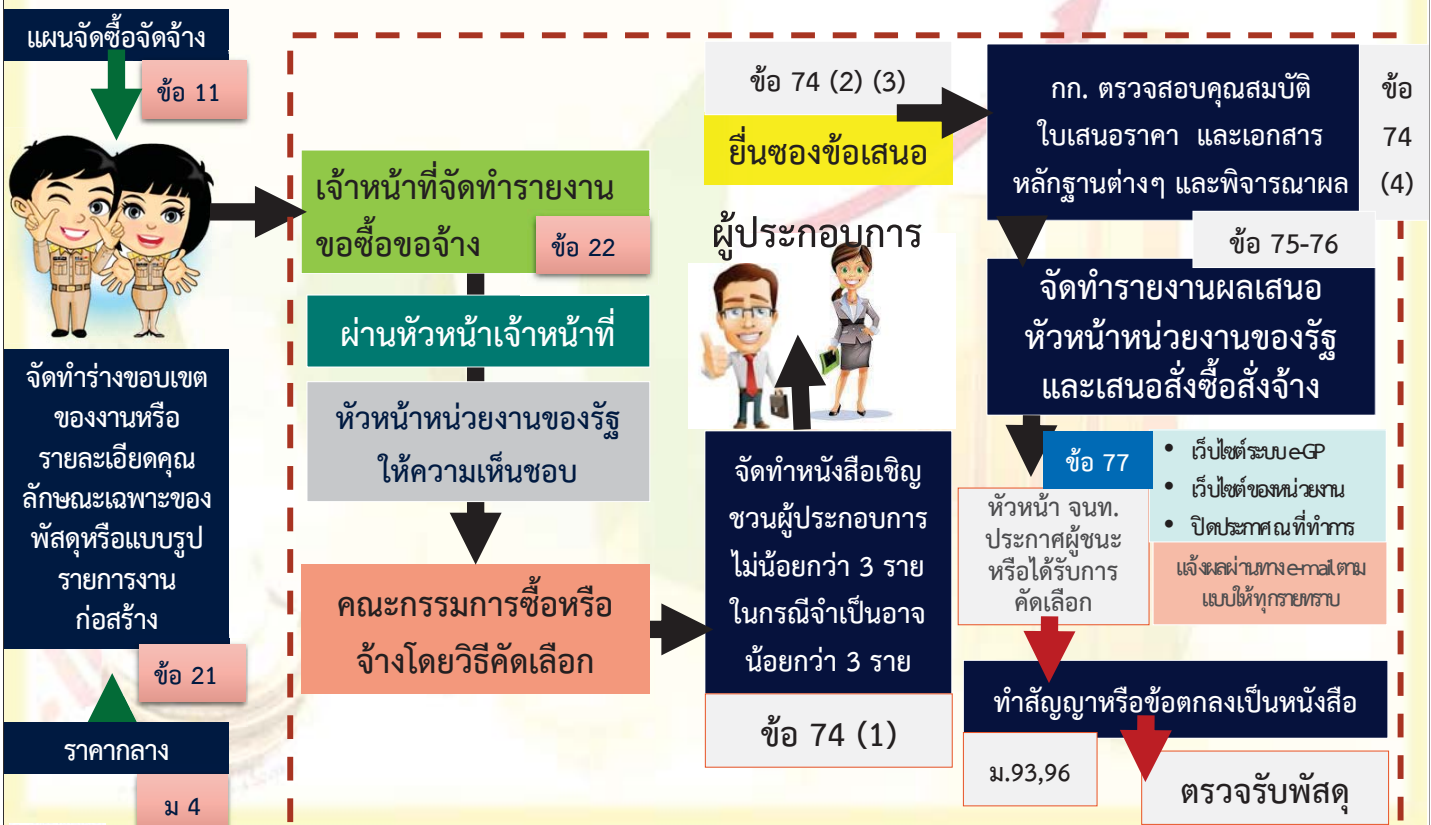 แผนจัดซื้อจัดจ้าง
ข้อ 11
จัดทำร่างขอบเขต
ของงานหรือ
รายละเอียดคุณ
ลักษณะเฉพาะของ
พัสดุหรือแบบรูป
รายการงาน
ก่อสร้าง
ข้อ 21
ราคากลาง
ม 4
เจ้าหน้าที่จัดทำรายงาน
ขอซื้อขอจ้าง
ข้อ 22
ผ่านหัวหน้าเจ้าหน้าที่
หัวหน้าหน่วยงานของรัฐ
ให้ความเห็นชอบ
คณะกรรมการซื้อหรือ
จ้างโดยวิธีคัดเลือก
จัดทำหนังสือเชิญ
ชวนผู้ประกอบการ
ไม่น้อยกว่า 3 ราย
ในกรณีจำเป็นอาจ
น้อยกว่า 3 ราย
ข้อ 74 (1)
ผู้ประกอบการ
ข้อ 74 (2) (3)
ยื่นซองข้อเสนอ
กก. ตรวจสอบคุณสมบัติ
ใบเสนอราคา และเอกสาร
หลักฐานต่างๆ และพิจารณาผล
ข้อ
74
(4)
ข้อ 75-76
จัดทำรายงานผลเสนอ
หัวหน้าหน่วยงานของรัฐ
และเสนอสั่งซื้อสั่งจ้าง
ข้อ 77
หัวหน้า จนท.
ประกาศผู้ชนะ
หรือได้รับการ
คัดเลือก
• เว็บไซต์ระบบ e-GP
• เว็บไซต์ของหน่วยงาน
• ปิดประกาศ ณ ที่ทำการ
แจ้งผลผ่านทาง e-mail ตาม
แบบให้ทุกรายทราบ
ทำสัญญาหรือข้อตกลงเป็นหนังสือ
ม.93,96
ตรวจรับพัสดุ